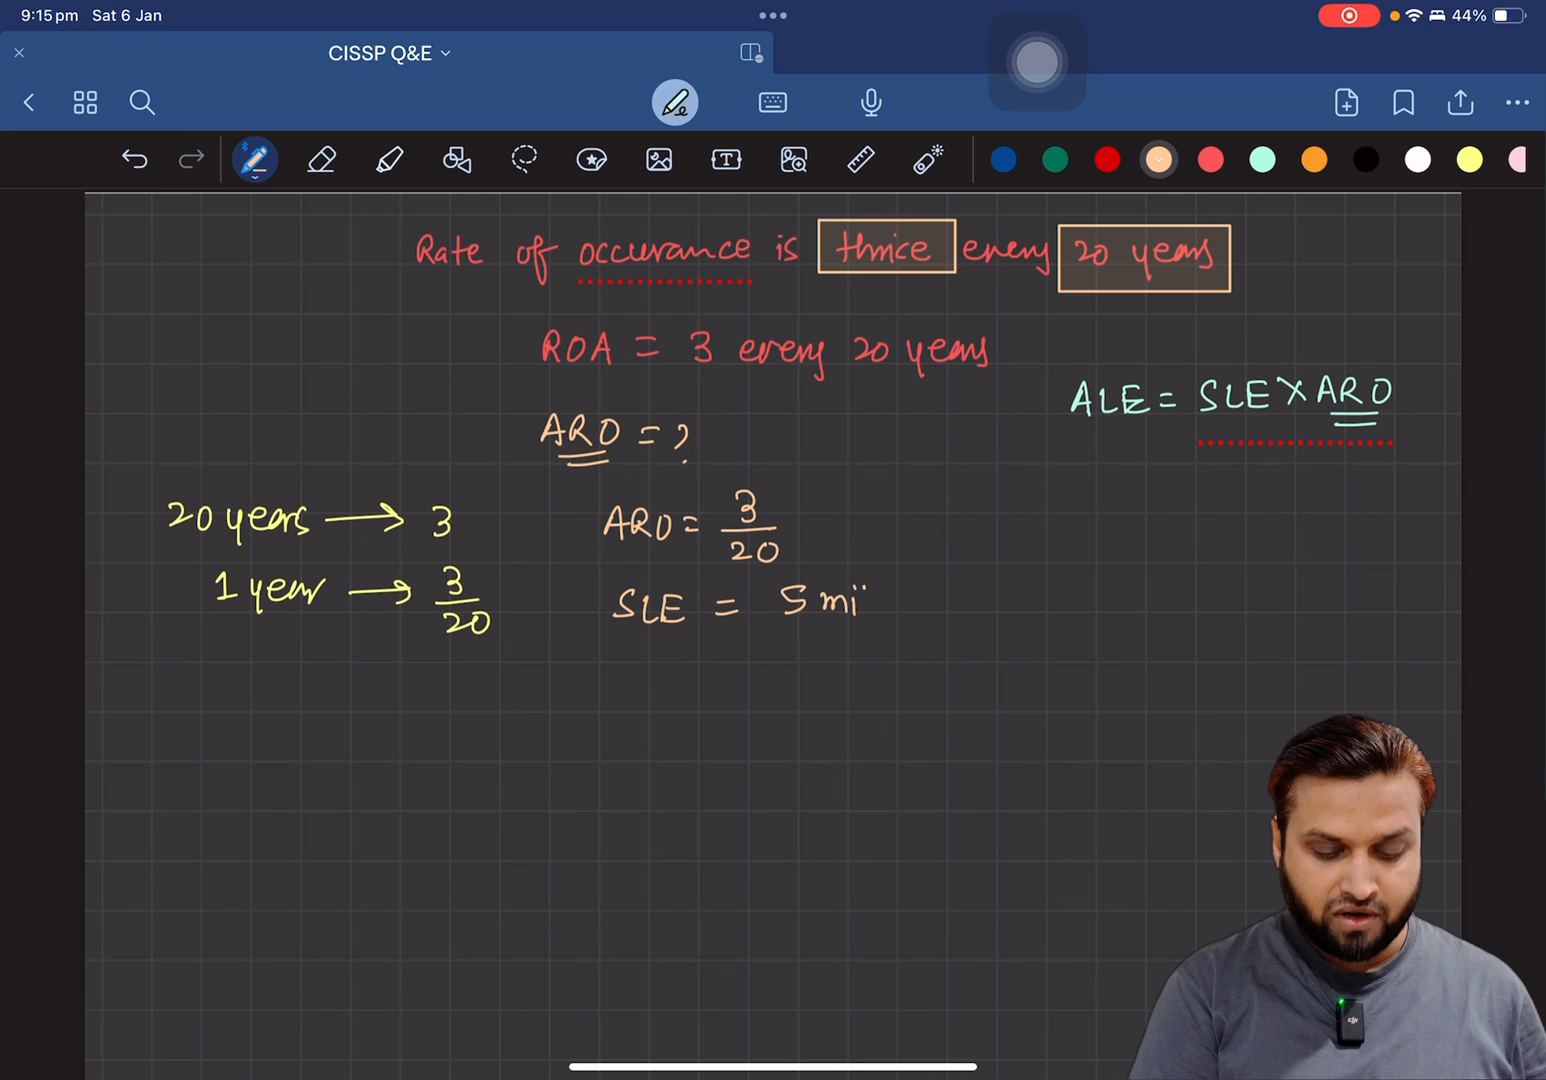 9:15 pm Sat 6 Jan
44%
CISSP Q&E
Rate of occurance is thrice every 20 years
ROA = 3 every 20 years
ALE = SLE X ARO
ARO = ?
20 years → 3
ARO = 3/20
1 year → 3/20
SLE = 5 mi
dji